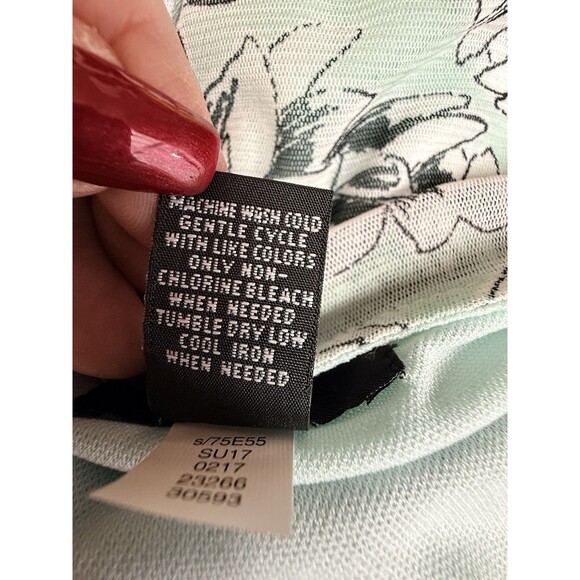 MACHINE WASH COLD
GENTLE CYCLE
WITH LIKE COLORS
ONLY NON-
CHLORINE BLEACH
WHEN NEEDED
TUMBLE DRY LOW
COOL IRON
WHEN NEEDED
s/75E55
SU17
0217
23266
30593